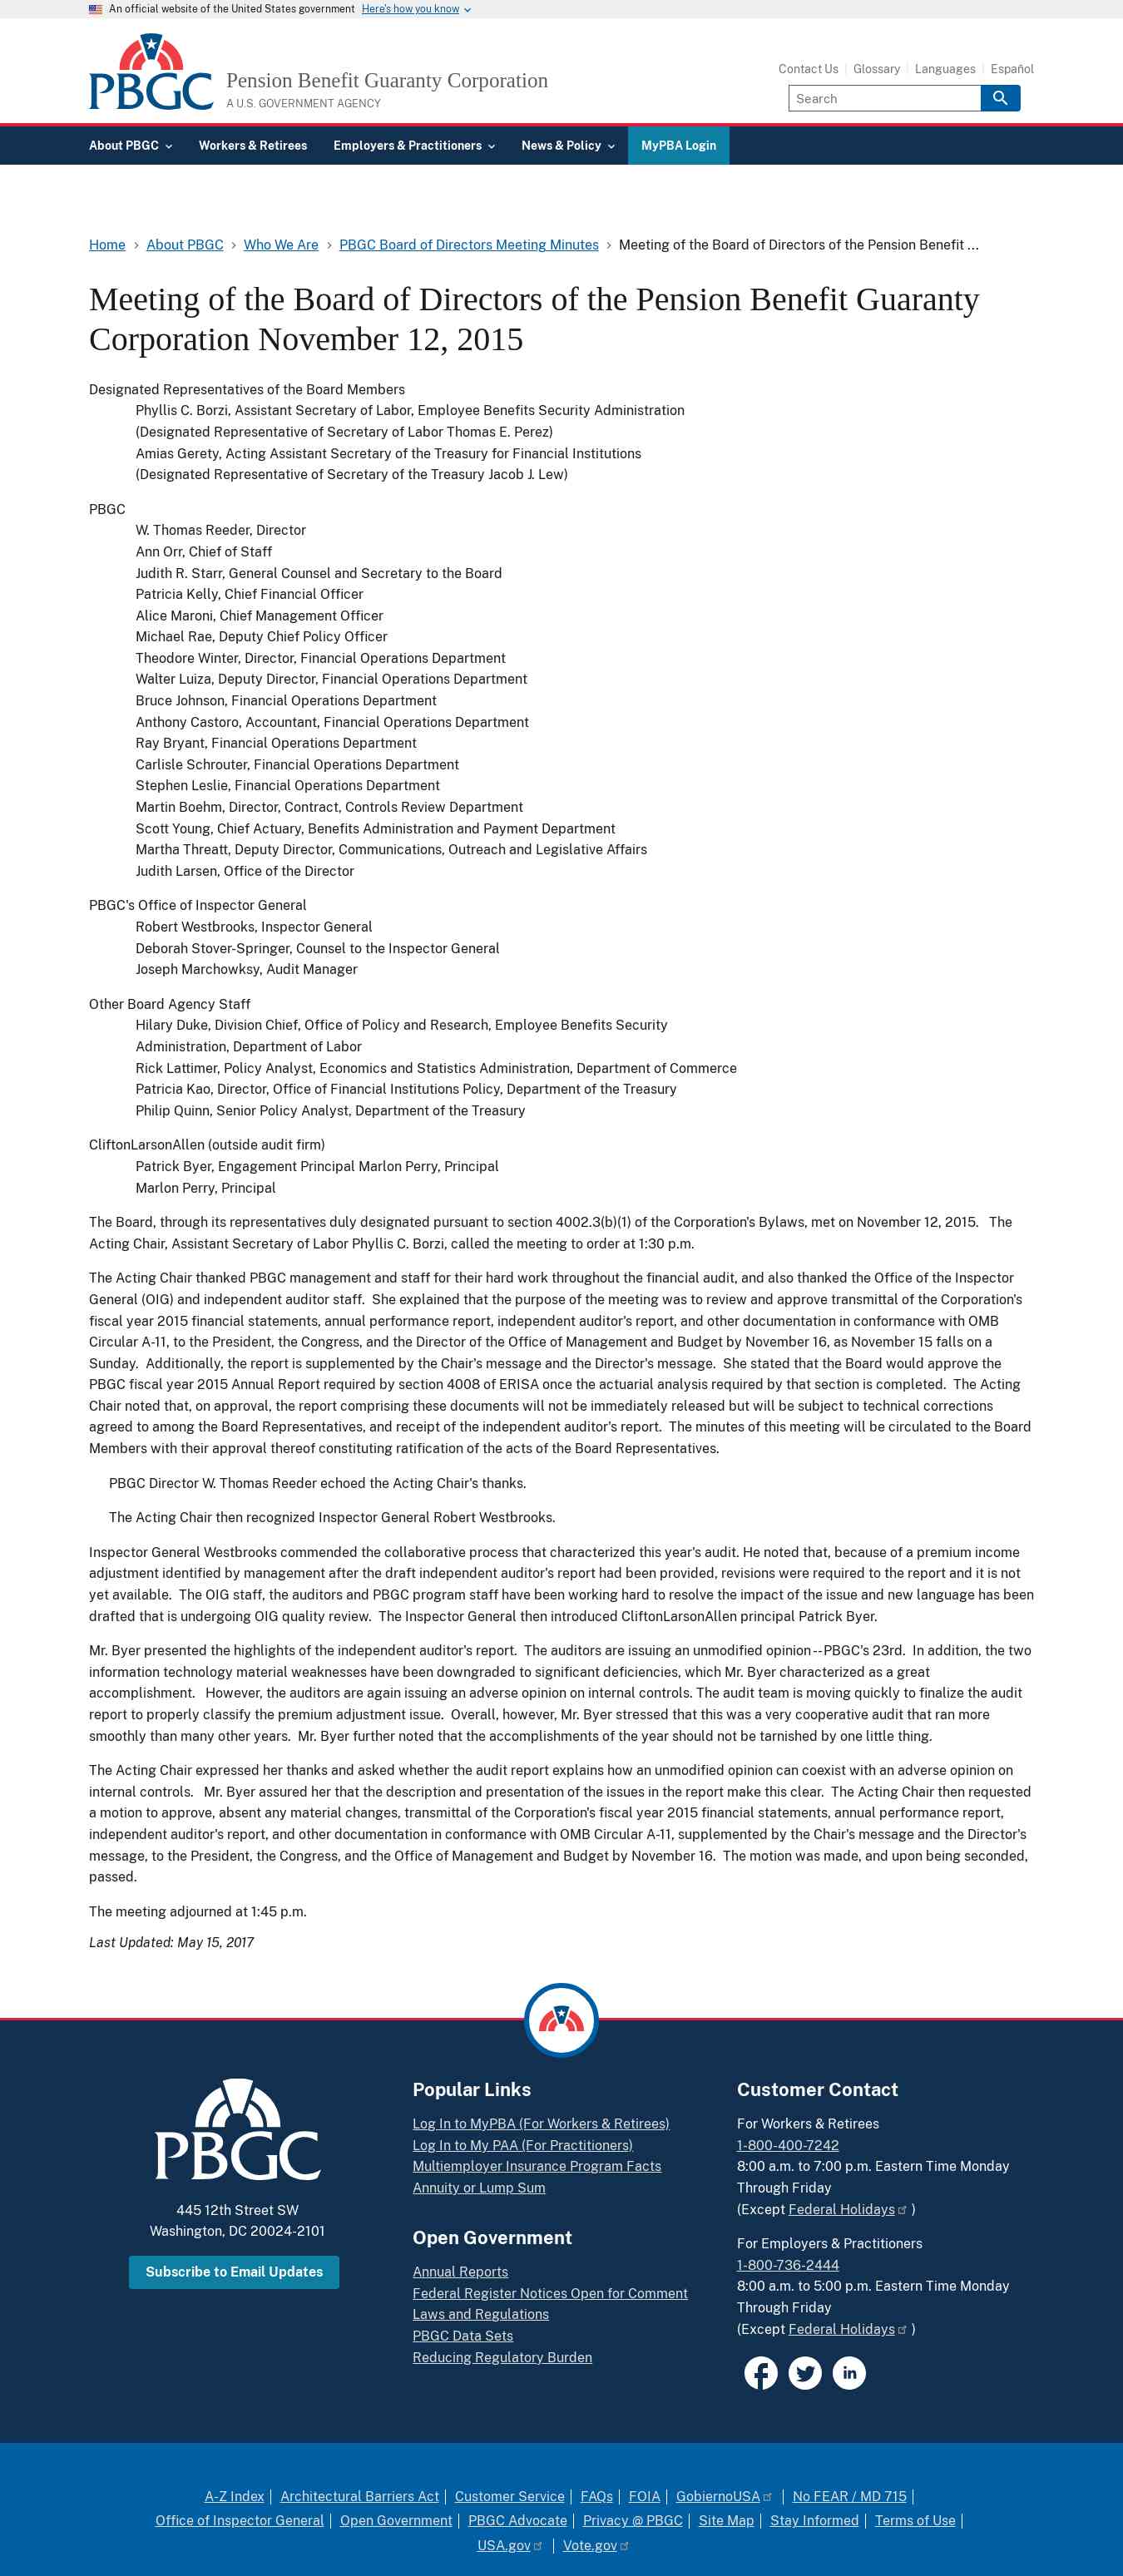 An official website of the United States government Here's how you know
PBGC
Pension Benefit Guaranty Corporation
A U.S. GOVERNMENT AGENCY
Contact Us Glossary Languages Español
Search
About PBGC Workers & Retirees Employers & Practitioners News & Policy MyPBA Login
Home About PBGC Who We Are PBGC Board of Directors Meeting Minutes Meeting of the Board of Directors of the Pension Benefit ...
Meeting of the Board of Directors of the Pension Benefit Guaranty
Corporation November 12, 2015
Designated Representatives of the Board Members
Phyllis C. Borzi, Assistant Secretary of Labor, Employee Benefits Security Administration
(Designated Representative of Secretary of Labor Thomas E. Perez)
Amias Gerety, Acting Assistant Secretary of the Treasury for Financial Institutions
(Designated Representative of Secretary of the Treasury Jacob J. Lew)
PBGC
W. Thomas Reeder, Director
Ann Orr, Chief of Staff
Judith R. Starr, General Counsel and Secretary to the Board
Patricia Kelly, Chief Financial Officer
Alice Maroni, Chief Management Officer
Michael Rae, Deputy Chief Policy Officer
Theodore Winter, Director, Financial Operations Department
Walter Luiza, Deputy Director, Financial Operations Department
Bruce Johnson, Financial Operations Department
Anthony Castoro, Accountant, Financial Operations Department
Ray Bryant, Financial Operations Department
Carlisle Schrouter, Financial Operations Department
Stephen Leslie, Financial Operations Department
Martin Boehm, Director, Contract, Controls Review Department
Scott Young, Chief Actuary, Benefits Administration and Payment Department
Martha Threatt, Deputy Director, Communications, Outreach and Legislative Affairs
Judith Larsen, Office of the Director
PBGC's Office of Inspector General
Robert Westbrooks, Inspector General
Deborah Stover-Springer, Counsel to the Inspector General
Joseph Marchowksy, Audit Manager
Other Board Agency Staff
Hilary Duke, Division Chief, Office of Policy and Research, Employee Benefits Security
Administration, Department of Labor
Rick Lattimer, Policy Analyst, Economics and Statistics Administration, Department of Commerce
Patricia Kao, Director, Office of Financial Institutions Policy, Department of the Treasury
Philip Quinn, Senior Policy Analyst, Department of the Treasury
CliftonLarsonAllen (outside audit firm)
Patrick Byer, Engagement Principal Marlon Perry, Principal
Marlon Perry, Principal
The Board, through its representatives duly designated pursuant to section 4002.3(b)(1) of the Corporation's Bylaws, met on November 12, 2015. The
Acting Chair, Assistant Secretary of Labor Phyllis C. Borzi, called the meeting to order at 1:30 p.m.
The Acting Chair thanked PBGC management and staff for their hard work throughout the financial audit, and also thanked the Office of the Inspector
General (OIG) and independent auditor staff. She explained that the purpose of the meeting was to review and approve transmittal of the Corporation's
fiscal year 2015 financial statements, annual performance report, independent auditor's report, and other documentation in conformance with OMB
Circular A-11, to the President, the Congress, and the Director of the Office of Management and Budget by November 16, as November 15 falls on a
Sunday. Additionally, the report is supplemented by the Chair's message and the Director's message. She stated that the Board would approve the
PBGC fiscal year 2015 Annual Report required by section 4008 of ERISA once the actuarial analysis required by that section is completed. The Acting
Chair noted that, on approval, the report comprising these documents will not be immediately released but will be subject to technical corrections
agreed to among the Board Representatives, and receipt of the independent auditor's report. The minutes of this meeting will be circulated to the Board
Members with their approval thereof constituting ratification of the acts of the Board Representatives.
PBGC Director W. Thomas Reeder echoed the Acting Chair's thanks.
The Acting Chair then recognized Inspector General Robert Westbrooks.
Inspector General Westbrooks commended the collaborative process that characterized this year's audit. He noted that, because of a premium income
adjustment identified by management after the draft independent auditor's report had been provided, revisions were required to the report and it is not
yet available. The OIG staff, the auditors and PBGC program staff have been working hard to resolve the impact of the issue and new language has been
drafted that is undergoing OIG quality review. The Inspector General then introduced CliftonLarsonAllen principal Patrick Byer.
Mr. Byer presented the highlights of the independent auditor's report. The auditors are issuing an unmodified opinion--PBGC's 23rd. In addition, the two
information technology material weaknesses have been downgraded to significant deficiencies, which Mr. Byer characterized as a great
accomplishment. However, the auditors are again issuing an adverse opinion on internal controls. The audit team is moving quickly to finalize the audit
report to properly classify the premium adjustment issue. Overall, however, Mr. Byer stressed that this was a very cooperative audit that ran more
smoothly than many other years. Mr. Byer further noted that the accomplishments of the year should not be tarnished by one little thing.
The Acting Chair expressed her thanks and asked whether the audit report explains how an unmodified opinion can coexist with an adverse opinion on
internal controls. Mr. Byer assured her that the description and presentation of the issues in the report make this clear. The Acting Chair then requested
a motion to approve, absent any material changes, transmittal of the Corporation's fiscal year 2015 financial statements, annual performance report,
independent auditor's report, and other documentation in conformance with OMB Circular A-11, supplemented by the Chair's message and the Director's
message, to the President, the Congress, and the Office of Management and Budget by November 16. The motion was made, and upon being seconded,
passed.
The meeting adjourned at 1:45 p.m.
Last Updated: May 15, 2017
PBGC
445 12th Street SW
Washington, DC 20024-2101
Subscribe to Email Updates
Popular Links
Log In to MyPBA (For Workers & Retirees)
Log In to My PAA (For Practitioners)
Multiemployer Insurance Program Facts
Annuity or Lump Sum
Open Government
Annual Reports
Federal Register Notices Open for Comment
Laws and Regulations
PBGC Data Sets
Reducing Regulatory Burden
Customer Contact
For Workers & Retirees
1-800-400-7242
8:00 a.m. to 7:00 p.m. Eastern Time Monday
Through Friday
(Except Federal Holidays )
For Employers & Practitioners
1-800-736-2444
8:00 a.m. to 5:00 p.m. Eastern Time Monday
Through Friday
(Except Federal Holidays )
in
A-Z Index Architectural Barriers Act Customer Service FAQs FOIA GobiernoUSA No FEAR / MD 715
Office of Inspector General Open Government PBGC Advocate Privacy @ PBGC Site Map Stay Informed Terms of Use
USA.gov Vote.gov